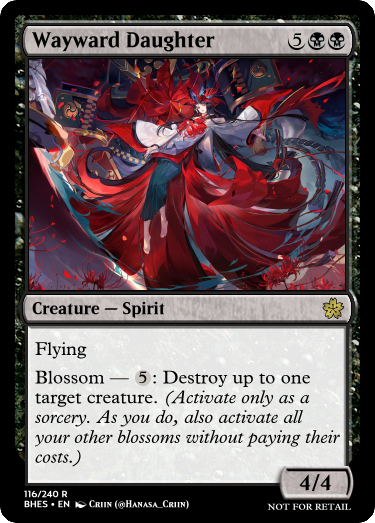 Wayward Daughter 5
Creature — Spirit
Flying
Blossom — 5: Destroy up to one
target creature. (Activate only as a
sorcery. As you do, also activate all
your other blossoms without paying their
costs.)
4/4
116/240 R
BHES • EN Criin (@Hanasa_Criin)
NOT FOR RETAIL